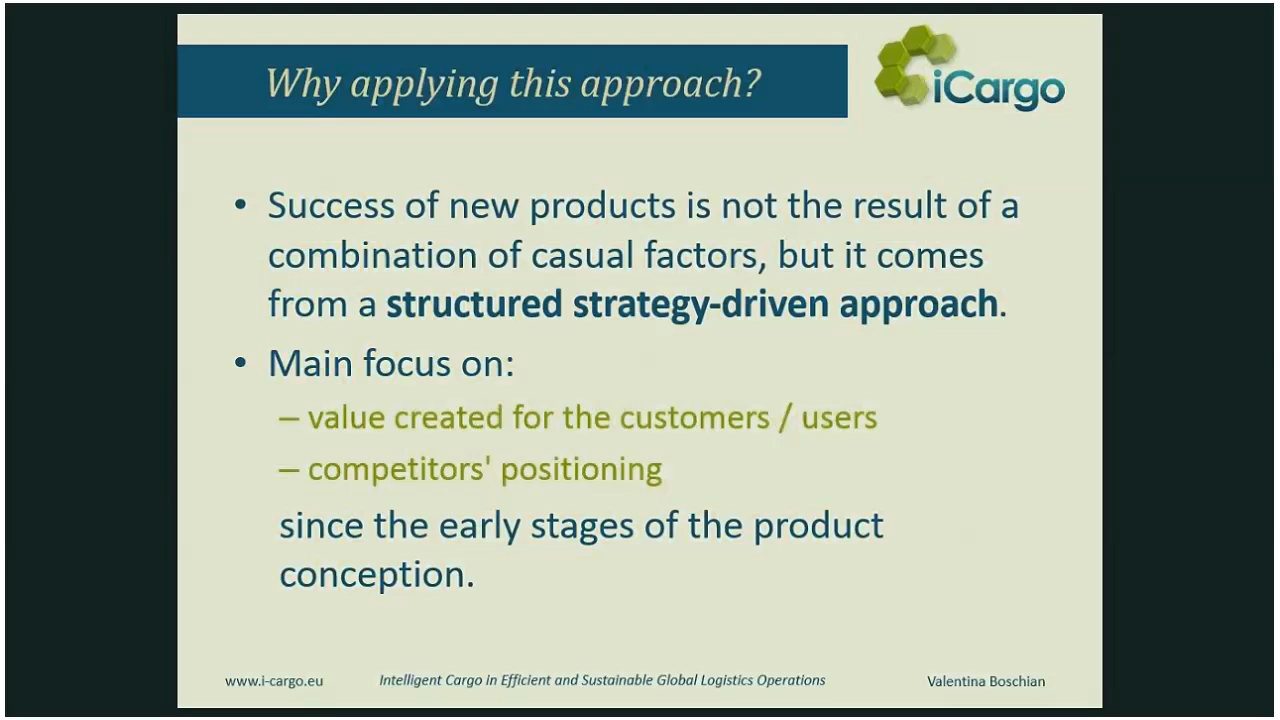 Why applying this approach?
iCargo
• Success of new products is not the result of a
combination of casual factors, but it comes
from a structured strategy-driven approach.
• Main focus on:
– value created for the customers / users
– competitors' positioning
since the early stages of the product
conception.
www.i-cargo.eu Intelligent Cargo in Efficient and Sustainable Global Logistics Operations Valentina Boschian